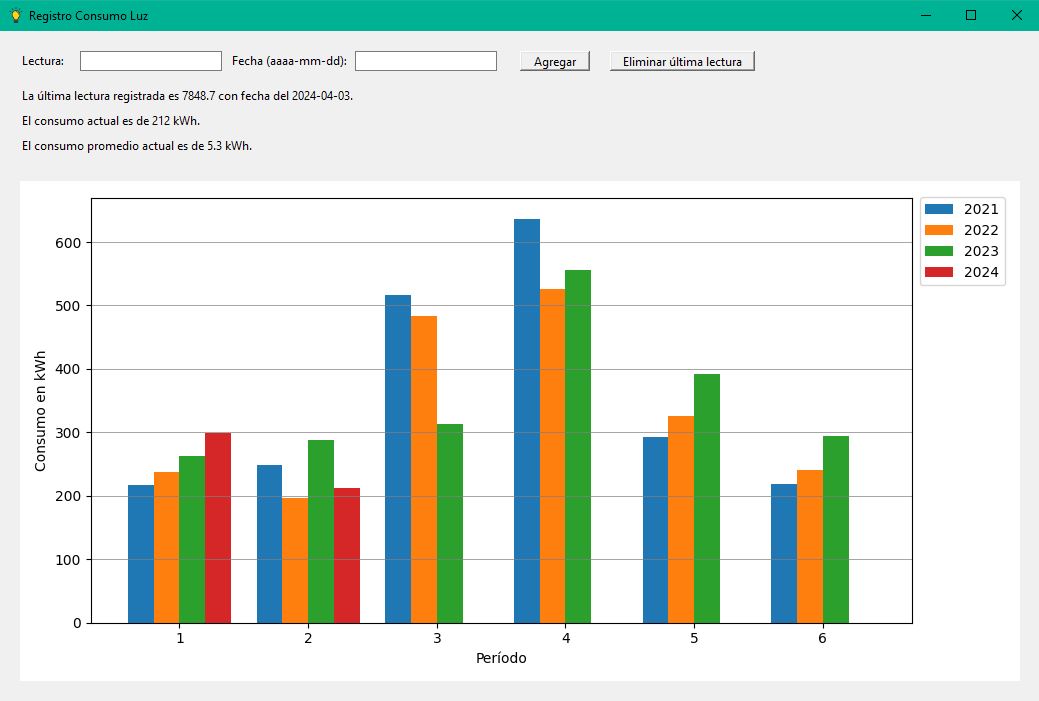 Registro Consumo Luz
Lectura: Fecha (aaaa-mm-dd): Agregar Eliminar última lectura
La última lectura registrada es 7848.7 con fecha del 2024-04-03.
El consumo actual es de 212 kWh.
El consumo promedio actual es de 5.3 kWh.
2021
2022
2023
2024
600
500
400
300
200
100
0
Consumo en kWh
1 2 3 4 5 6
Período